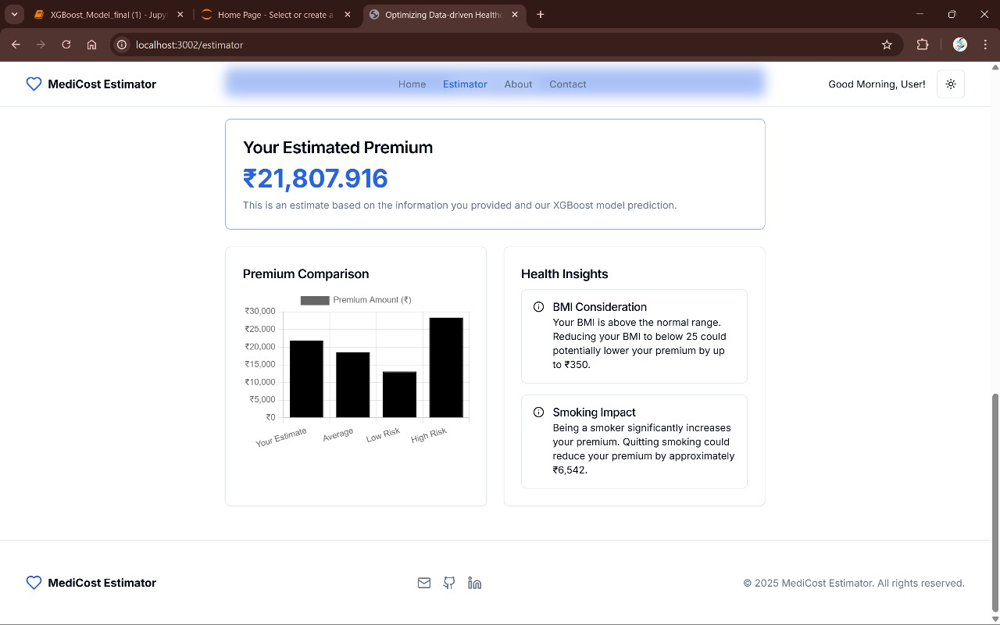 XGBoost_Model_final (1) - Jupyt
Home Page - Select or create a
Optimizing Data-driven Healthc
localhost:3002/estimator
MediCost Estimator
Home
Estimator
About
Contact
Good Morning, User!
Your Estimated Premium
₹21,807.916
This is an estimate based on the information you provided and our XGBoost model prediction.
Premium Comparison
Premium Amount (₹)
₹30,000
₹25,000
₹20,000
₹15,000
₹10,000
₹5,000
₹0
Your Estimate
Average
Low Risk
High Risk
Health Insights
BMI Consideration
Your BMI is above the normal range.
Reducing your BMI to below 25 could
potentially lower your premium by up
to ₹350.
Smoking Impact
Being a smoker significantly increases
your premium. Quitting smoking could
reduce your premium by approximately
₹6,542.
MediCost Estimator
© 2025 MediCost Estimator. All rights reserved.